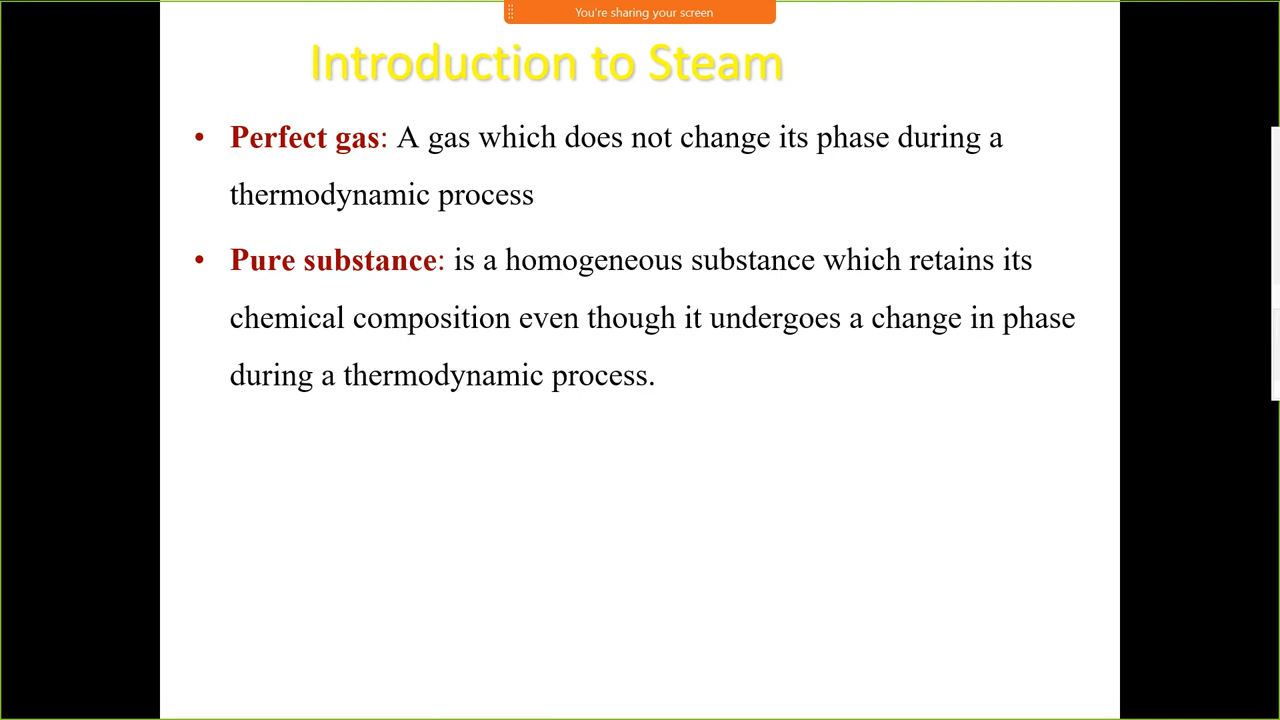 You're sharing your screen
Introduction to Steam
• Perfect gas: A gas which does not change its phase during a
thermodynamic process
• Pure substance: is a homogeneous substance which retains its
chemical composition even though it undergoes a change in phase
during a thermodynamic process.